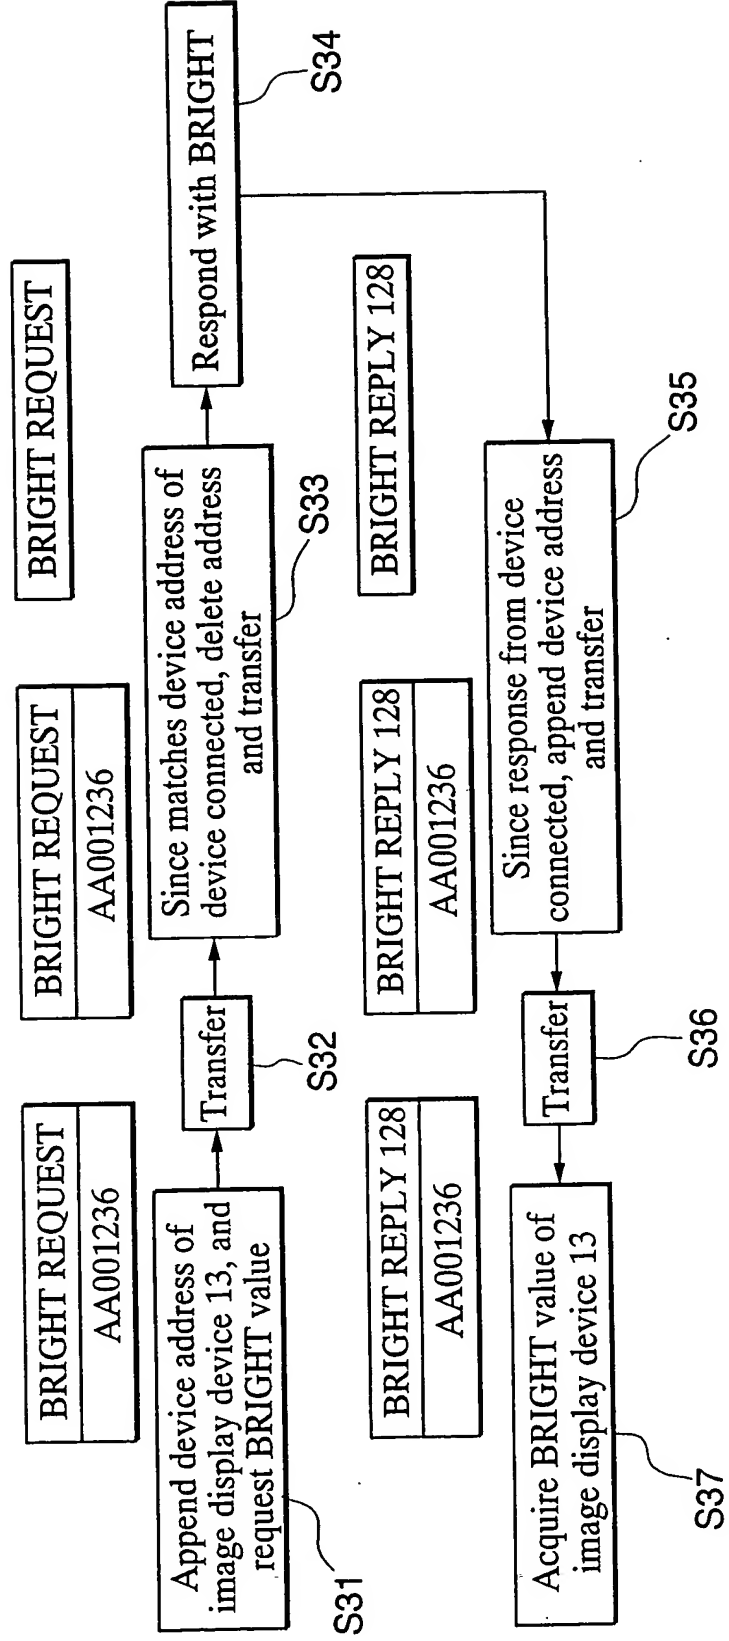 BRIGHT REQUEST
AA001236
BRIGHT REQUEST
AA001236
BRIGHT REQUEST
Append device address of
image display device 13, and
request BRIGHT value
S31
Transfer
S32
Since matches device address of
device connected, delete address
and transfer
S33
Respond with BRIGHT
S34
BRIGHT REPLY 128
AA001236
BRIGHT REPLY 128
AA001236
BRIGHT REPLY 128
Acquire BRIGHT value of
image display device 13
S37
Transfer
S36
Since response from device
connected, append device address
and transfer
S35